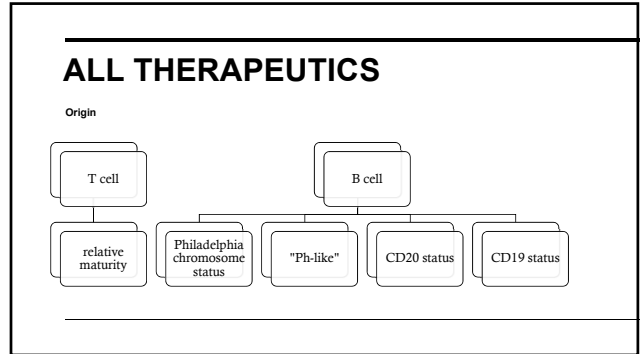 ALL THERAPEUTICS
Origin
T cell
B cell
relative
maturity
Philadelphia
chromosome
status
"Ph-like"
CD20 status
CD19 status